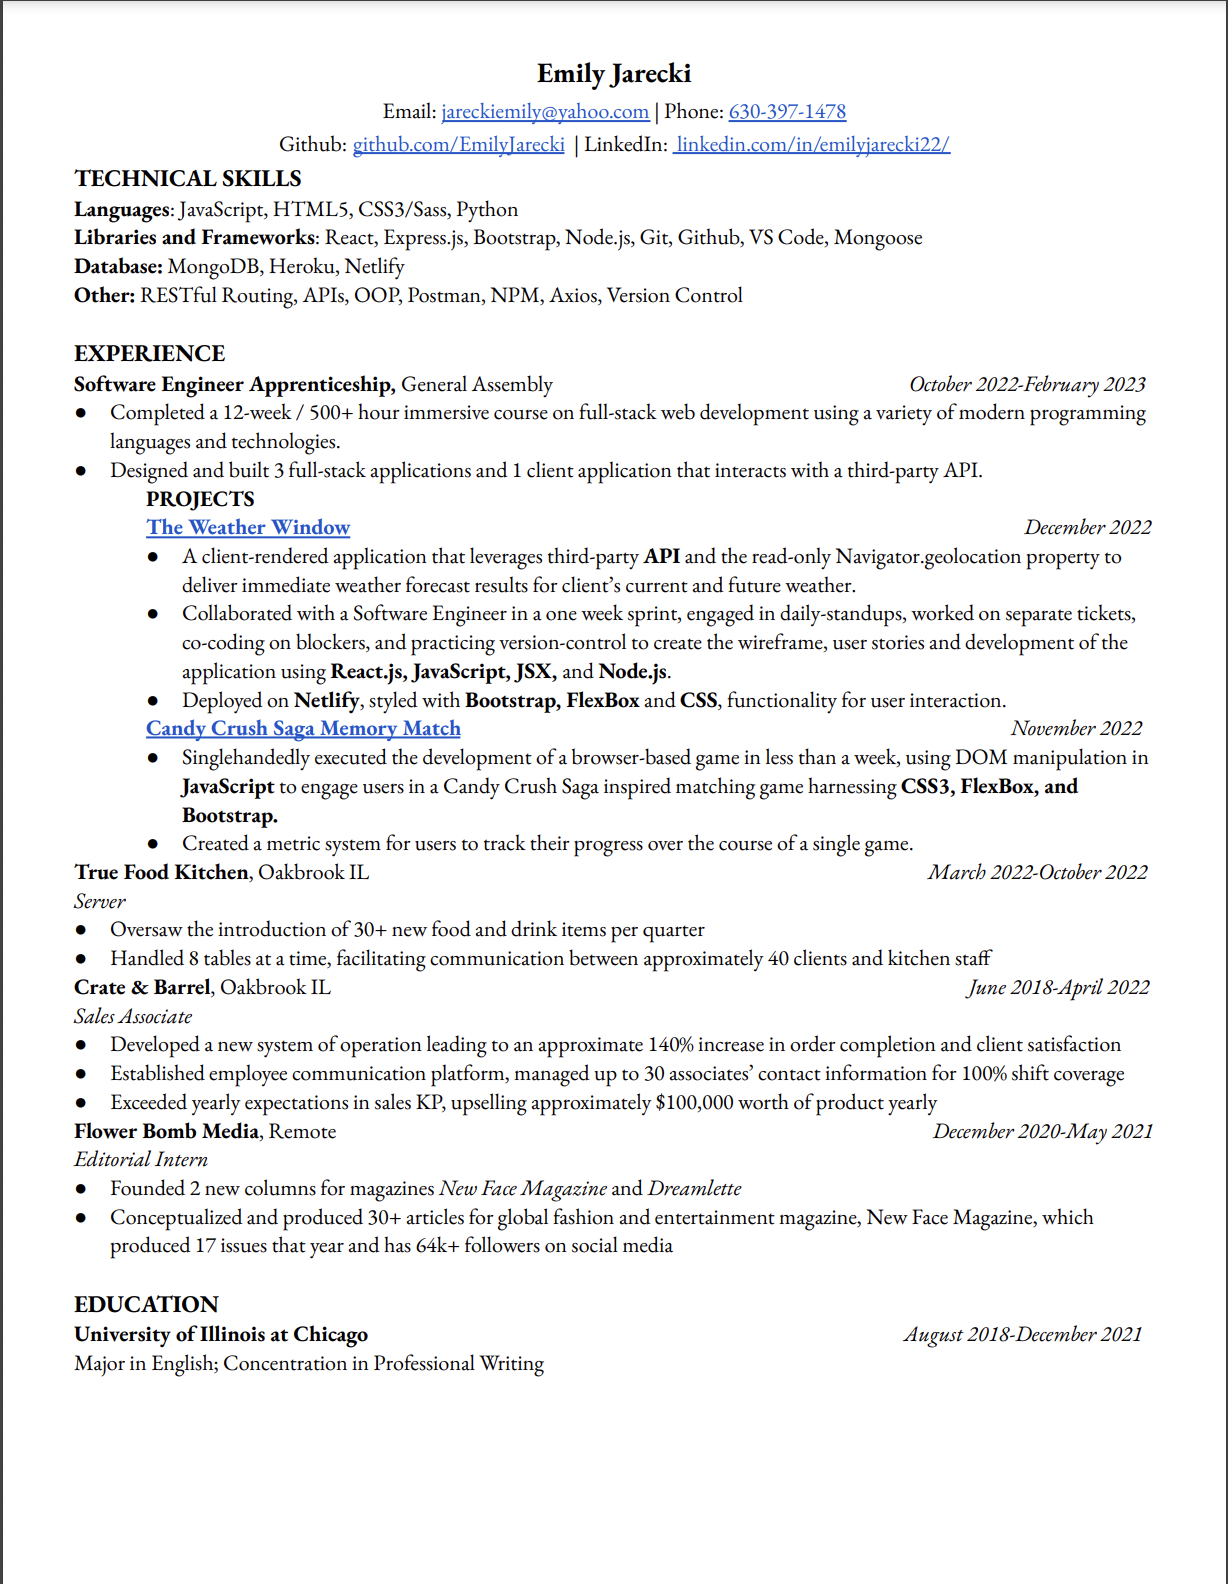 Emily Jarecki
Email: jareckiemily@yahoo.com | Phone: 630-397-1478
Github: github.com/EmilyJarecki | LinkedIn: linkedin.com/in/emilyjarecki22/
TECHNICAL SKILLS
Languages: JavaScript, HTML5, CSS3/Sass, Python
Libraries and Frameworks: React, Express.js, Bootstrap, Node.js, Git, Github, VS Code, Mongoose
Database: MongoDB, Heroku, Netlify
Other: RESTful Routing, APIs, OOP, Postman, NPM, Axios, Version Control
EXPERIENCE
Software Engineer Apprenticeship, General Assembly October 2022-February 2023
● Completed a 12-week / 500+ hour immersive course on full-stack web development using a variety of modern programming
languages and technologies.
● Designed and built 3 full-stack applications and 1 client application that interacts with a third-party API.
PROJECTS
The Weather Window December 2022
● A client-rendered application that leverages third-party API and the read-only Navigator.geolocation property to
deliver immediate weather forecast results for client’s current and future weather.
● Collaborated with a Software Engineer in a one week sprint, engaged in daily-standups, worked on separate tickets,
co-coding on blockers, and practicing version-control to create the wireframe, user stories and development of the
application using React.js, JavaScript, JSX, and Node.js.
● Deployed on Netlify, styled with Bootstrap, FlexBox and CSS, functionality for user interaction.
Candy Crush Saga Memory Match November 2022
● Singlehandedly executed the development of a browser-based game in less than a week, using DOM manipulation in
JavaScript to engage users in a Candy Crush Saga inspired matching game harnessing CSS3, FlexBox, and
Bootstrap.
● Created a metric system for users to track their progress over the course of a single game.
True Food Kitchen, Oakbrook IL March 2022-October 2022
Server
● Oversaw the introduction of 30+ new food and drink items per quarter
● Handled 8 tables at a time, facilitating communication between approximately 40 clients and kitchen staff
Crate & Barrel, Oakbrook IL June 2018-April 2022
Sales Associate
● Developed a new system of operation leading to an approximate 140% increase in order completion and client satisfaction
● Established employee communication platform, managed up to 30 associates’ contact information for 100% shift coverage
● Exceeded yearly expectations in sales KP, upselling approximately $100,000 worth of product yearly
Flower Bomb Media, Remote December 2020-May 2021
Editorial Intern
● Founded 2 new columns for magazines New Face Magazine and Dreamlette
● Conceptualized and produced 30+ articles for global fashion and entertainment magazine, New Face Magazine, which
produced 17 issues that year and has 64k+ followers on social media
EDUCATION
University of Illinois at Chicago August 2018-December 2021
Major in English; Concentration in Professional Writing